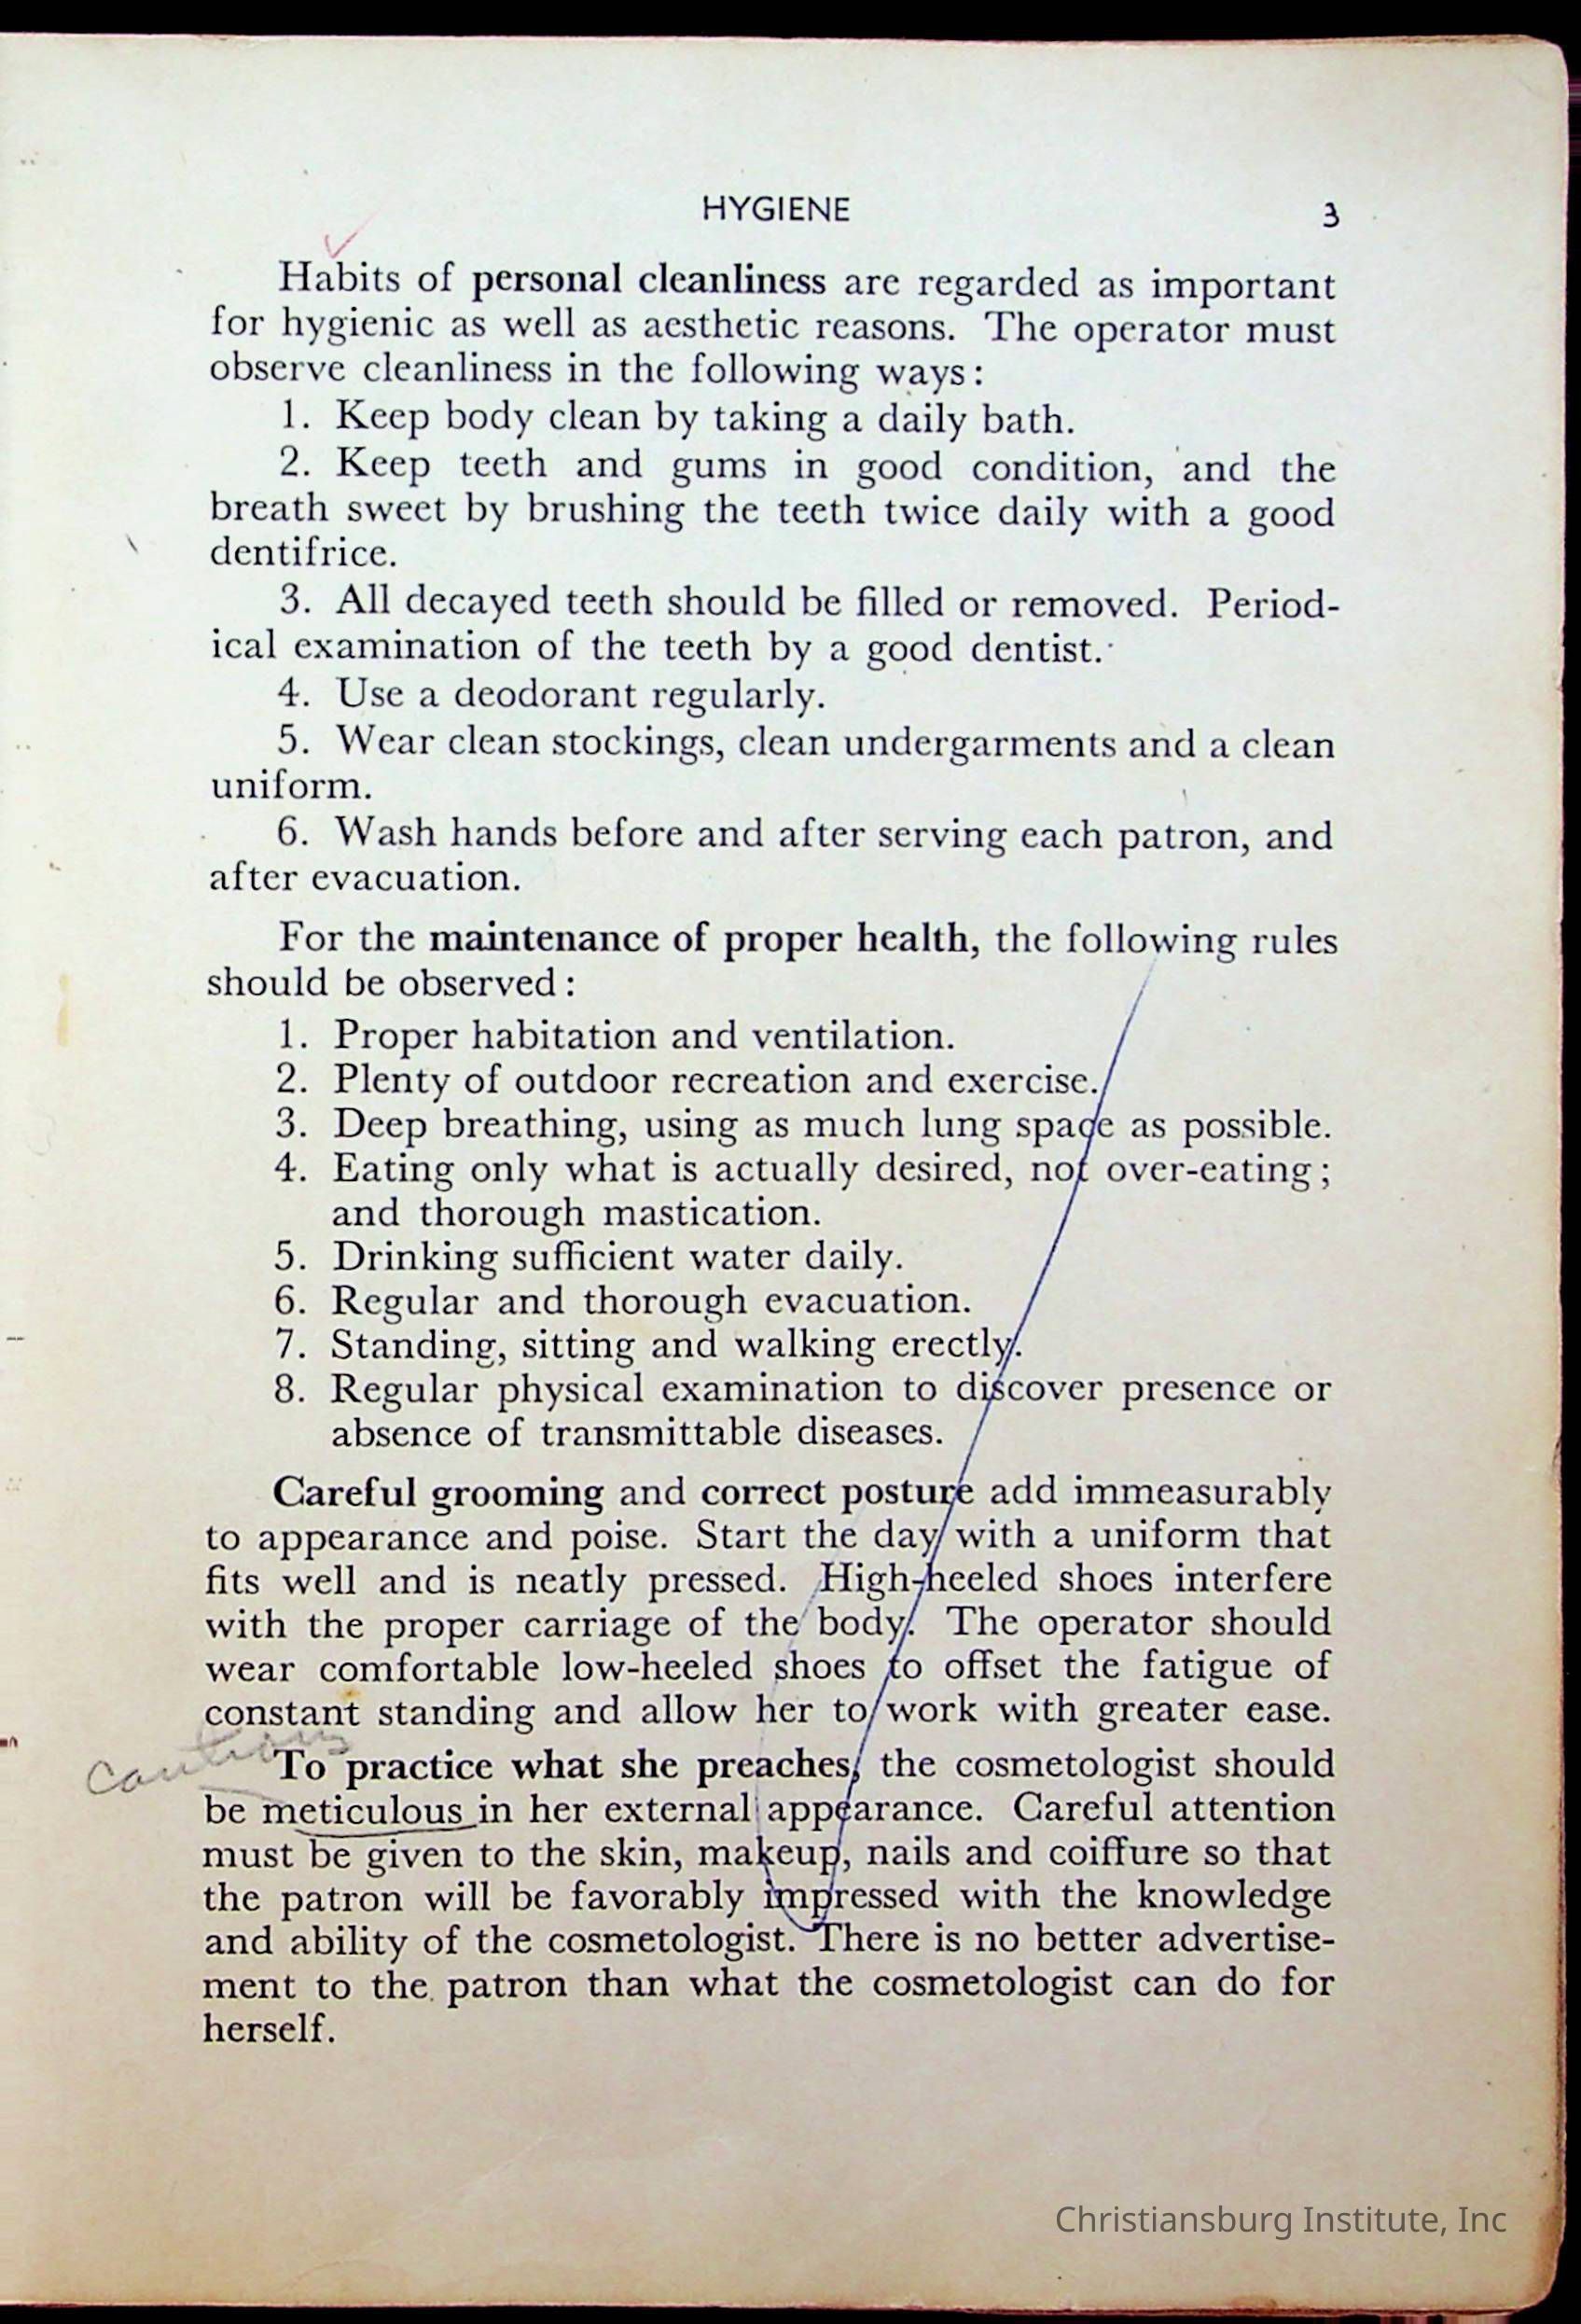 HYGIENE 3
Habits of personal cleanliness are regarded as important
for hygienic as well as aesthetic reasons. The operator must
observe cleanliness in the following ways:
1. Keep body clean by taking a daily bath.
2. Keep teeth and gums in good condition, and the
breath sweet by brushing the teeth twice daily with a good
dentifrice.
3. All decayed teeth should be filled or removed. Period-
ical examination of the teeth by a good dentist.
4. Use a deodorant regularly.
5. Wear clean stockings, clean undergarments and a clean
uniform.
6. Wash hands before and after serving each patron, and
after evacuation.
For the maintenance of proper health, the following rules
should be observed:
1. Proper habitation and ventilation.
2. Plenty of outdoor recreation and exercise.
3. Deep breathing, using as much lung space as possible.
4. Eating only what is actually desired, not over-eating;
and thorough mastication.
5. Drinking sufficient water daily.
6. Regular and thorough evacuation.
7. Standing, sitting and walking erectly.
8. Regular physical examination to discover presence or
absence of transmittable diseases.
Careful grooming and correct posture add immeasurably
to appearance and poise. Start the day with a uniform that
fits well and is neatly pressed. High-heeled shoes interfere
with the proper carriage of the body. The operator should
wear comfortable low-heeled shoes to offset the fatigue of
constant standing and allow her to work with greater ease.
cautious
To practice what she preaches, the cosmetologist should
be meticulous in her external appearance. Careful attention
must be given to the skin, makeup, nails and coiffure so that
the patron will be favorably impressed with the knowledge
and ability of the cosmetologist. There is no better advertise-
ment to the patron than what the cosmetologist can do for
herself.
Christiansburg Institute, Inc